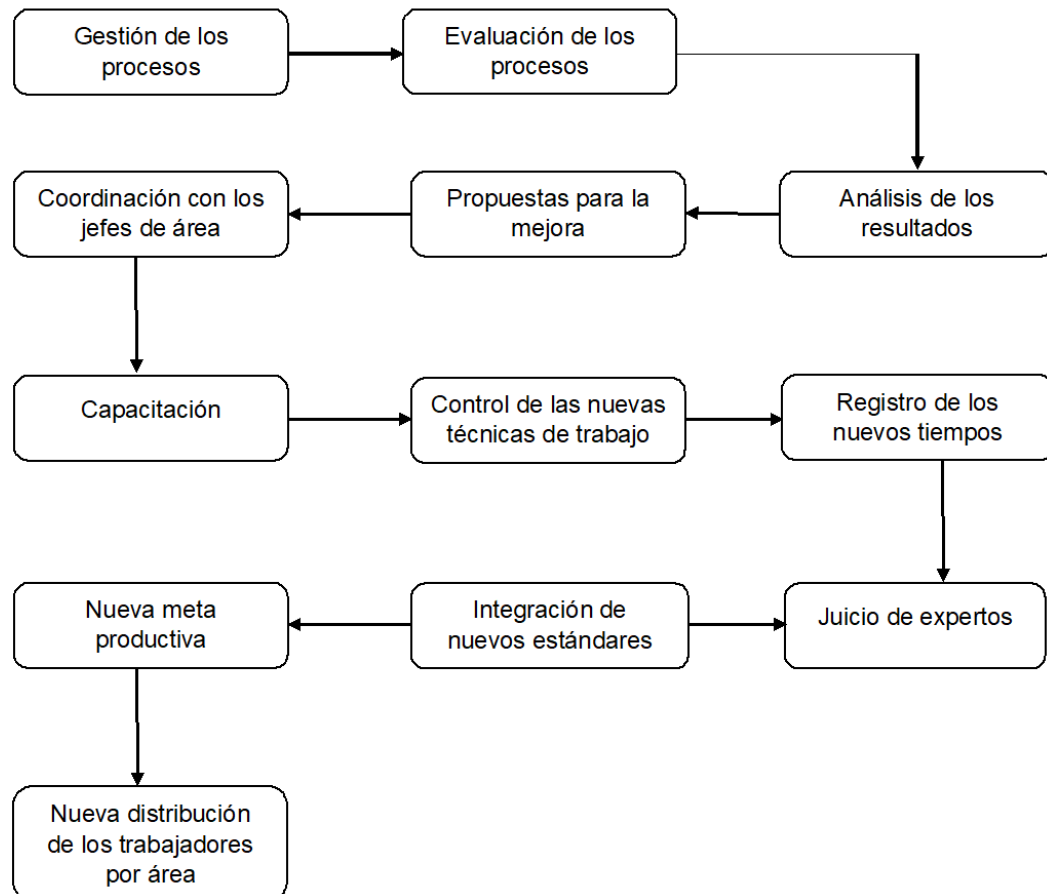 Gestión de los
procesos
Evaluación de los
procesos
Análisis de los
resultados
Propuestas para la
mejora
Coordinación con los
jefes de área
Capacitación
Control de las nuevas
técnicas de trabajo
Registro de los
nuevos tiempos
Juicio de expertos
Integración de
nuevos estándares
Nueva meta
productiva
Nueva distribución
de los trabajadores
por área